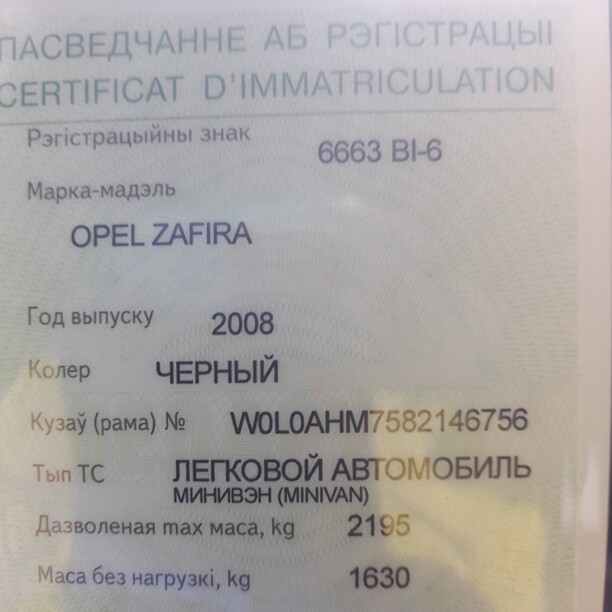 ПАСВЕДЧАННЕ АБ РЭГІСТРАЦЫІ
CERTIFICAT D'IMMATRICULATION
Рэгістрацыйны знак 6663 BI-6
Марка-мадэль
OPEL ZAFIRA
Год выпуску 2008
Колер ЧЕРНЫЙ
Кузаў (рама) № W0L0AHM7582146756
Тып ТС ЛЕГКОВОЙ АВТОМОБИЛЬ
МИНИВЭН (MINIVAN)
Дазволеная max маса, kg 2195
Маса без нагрузкі, kg 1630